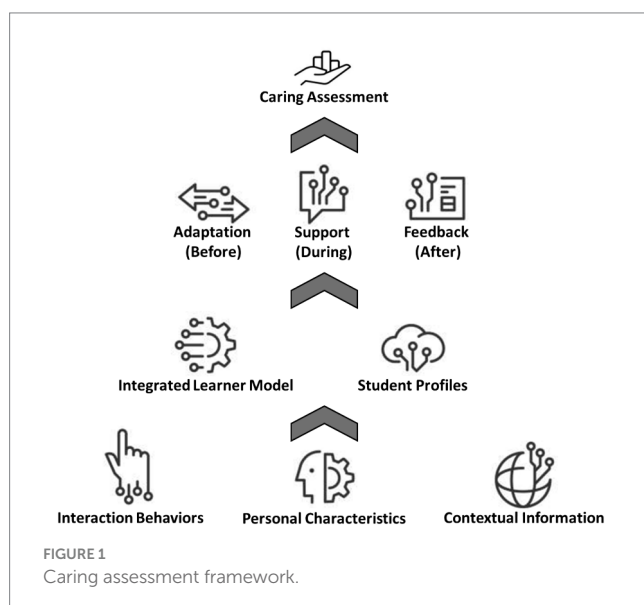 Caring Assessment
Adaptation Support Feedback
(Before) (During) (After)
Integrated Learner Model Student Profiles
Interaction Behaviors Personal Characteristics Contextual Information
FIGURE 1
Caring assessment framework.